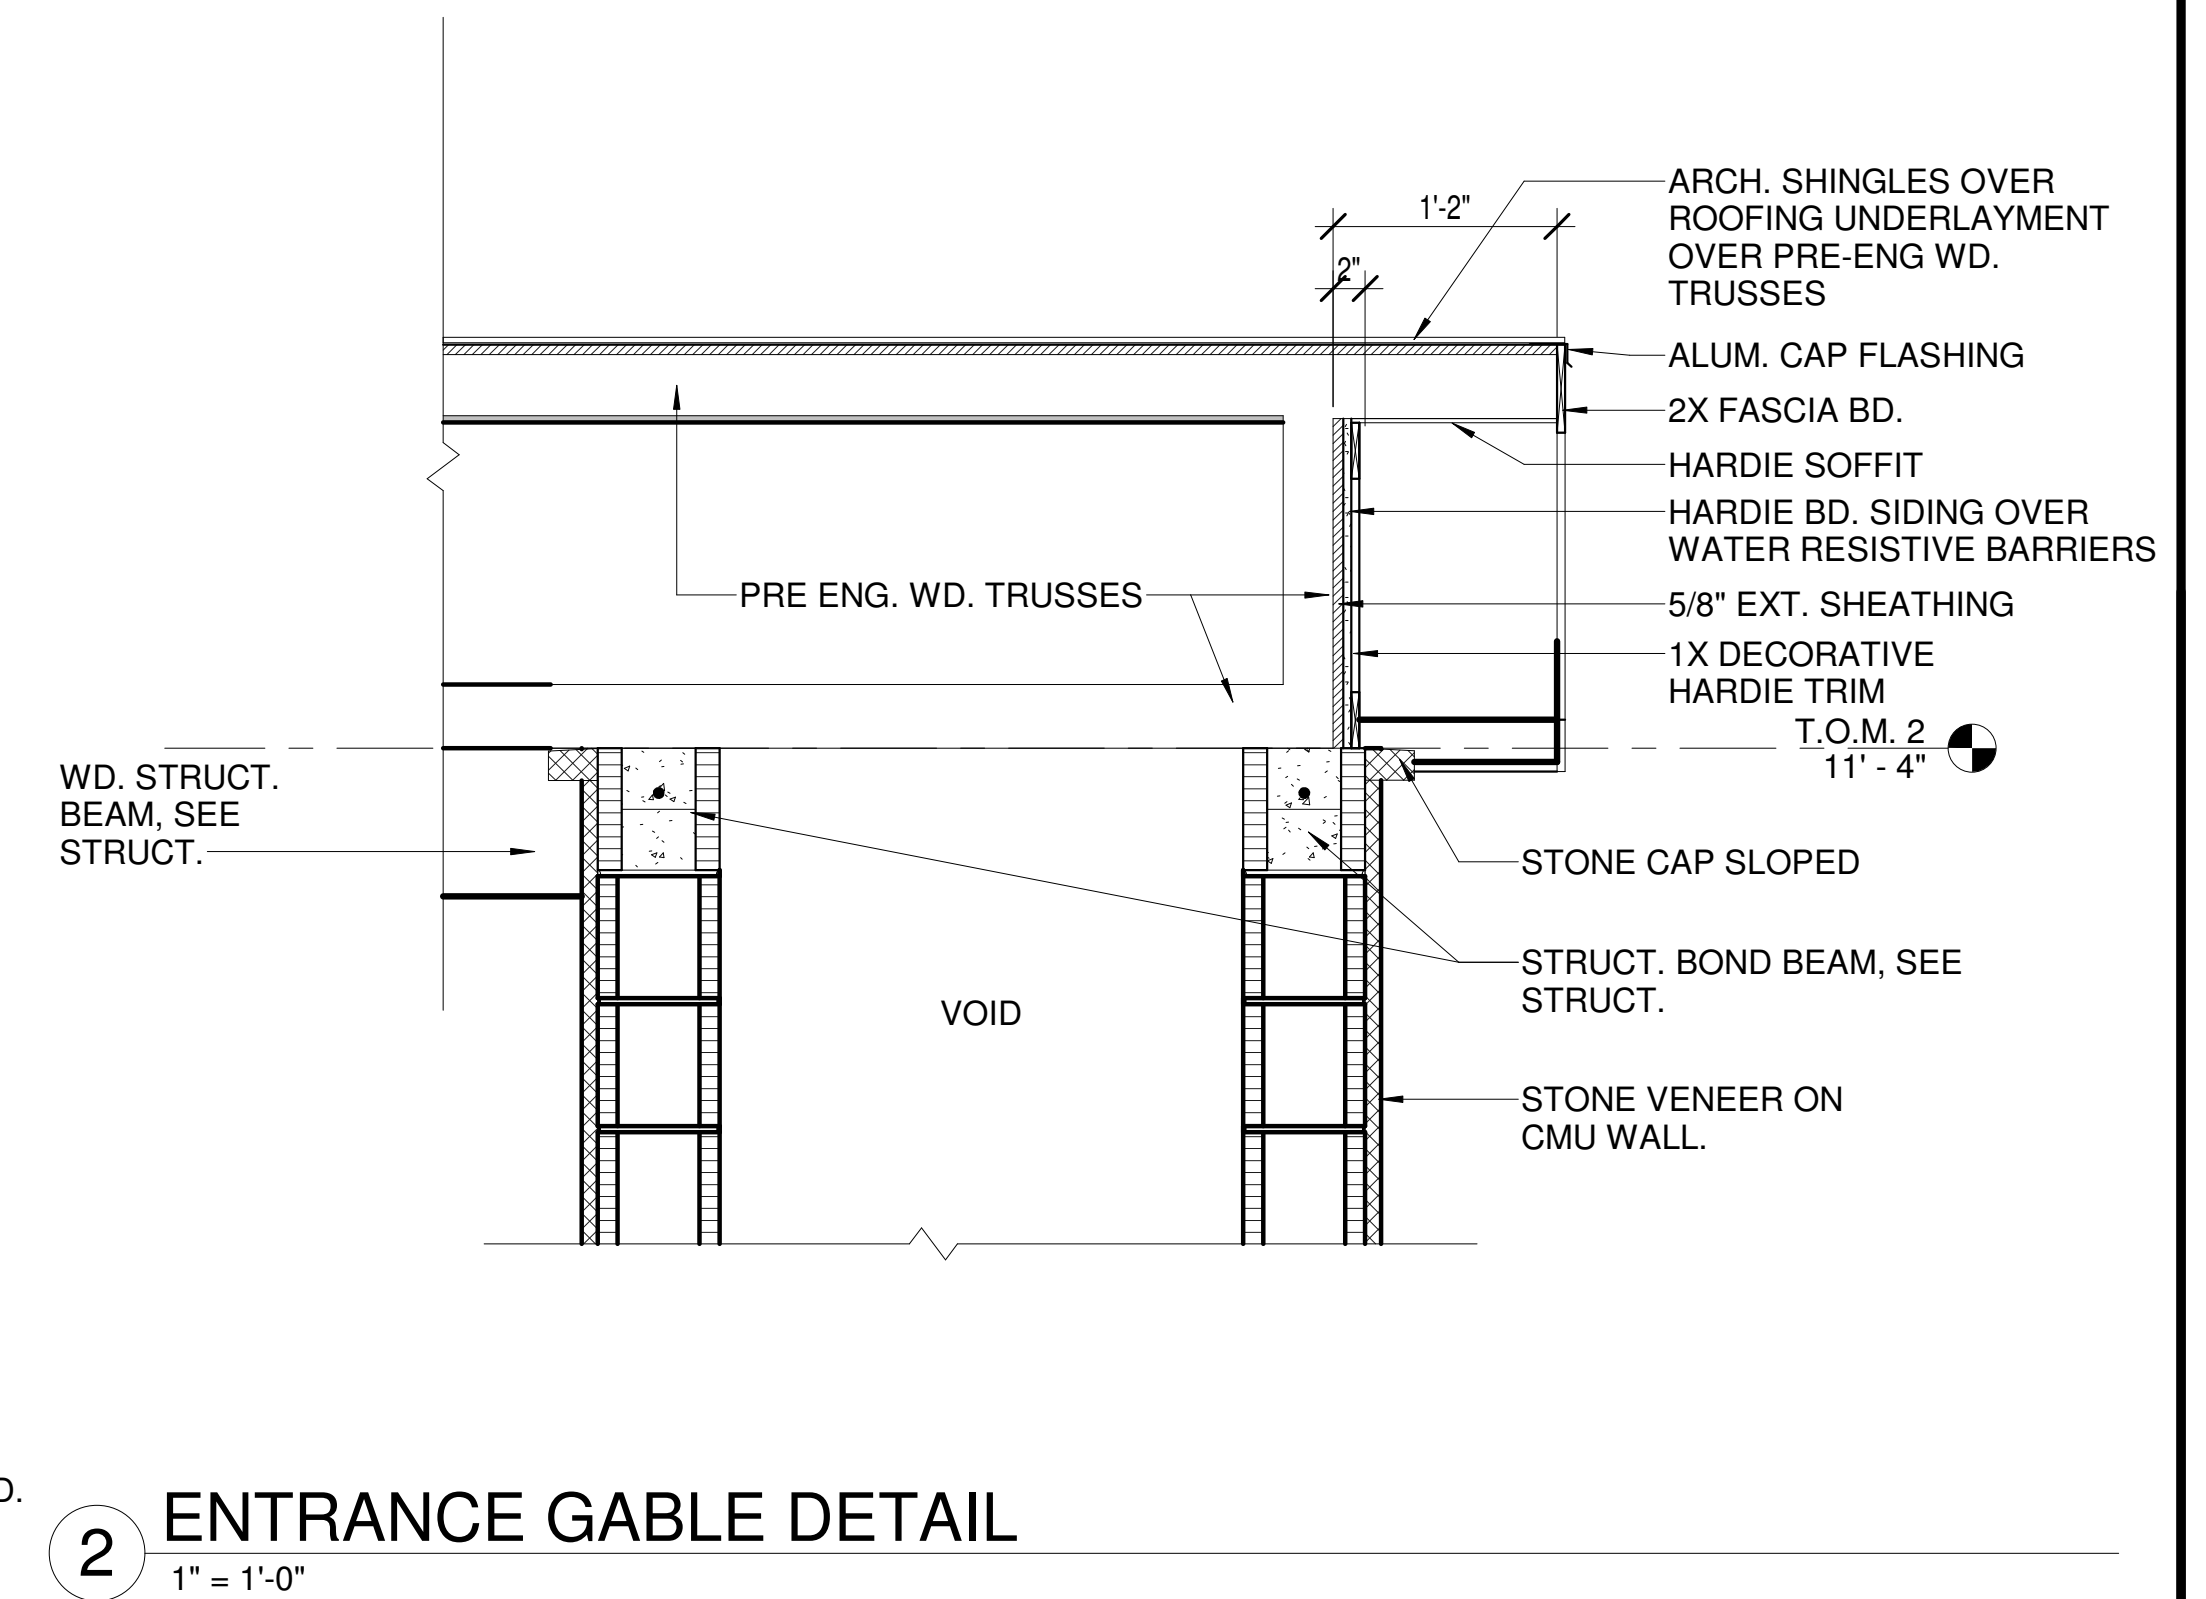 1'-2"
2"
ARCH. SHINGLES OVER
ROOFING UNDERLAYMENT
OVER PRE-ENG WD.
TRUSSES
ALUM. CAP FLASHING
2X FASCIA BD.
HARDIE SOFFIT
HARDIE BD. SIDING OVER
WATER RESISTIVE BARRIERS
PRE ENG. WD. TRUSSES
5/8" EXT. SHEATHING
1X DECORATIVE
HARDIE TRIM
T.O.M. 2
11' - 4"
WD. STRUCT.
BEAM, SEE
STRUCT.
STONE CAP SLOPED
STRUCT. BOND BEAM, SEE
STRUCT.
VOID
STONE VENEER ON
CMU WALL.
D.
2
ENTRANCE GABLE DETAIL
1" = 1'-0"